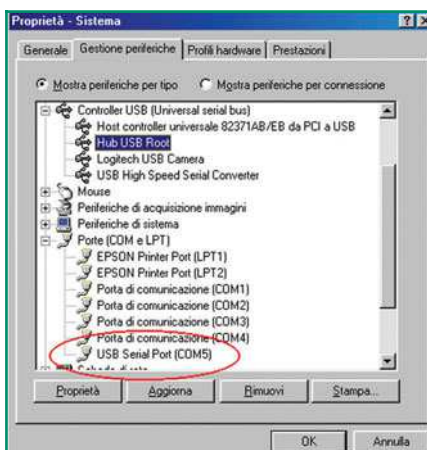 Proprietà - Sistema
Generale Gestione periferiche Profili hardware Prestazioni
Mostra periferiche per tipo Mostra periferiche per connessione
Controller USB (Universal serial bus)
Host controller universale 82371AB/EB da PCI a USB
Hub USB Root
Logitech USB Camera
USB High Speed Serial Converter
Mouse
Periferiche di acquisizione immagini
Periferiche di sistema
Porte (COM e LPT)
EPSON Printer Port (LPT1)
EPSON Printer Port (LPT2)
Porta di comunicazione (COM1)
Porta di comunicazione (COM2)
Porta di comunicazione (COM3)
Porta di comunicazione (COM4)
USB Serial Port (COM5)
Schede di rete
Proprietà Aggiorna Rimuovi Stampa...
OK Annulla